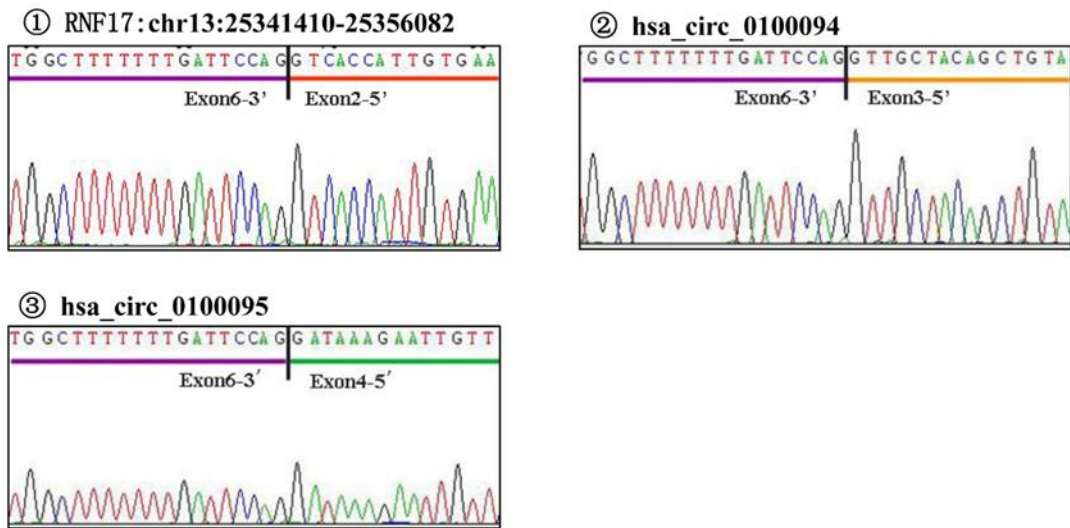 ① RNF17:chr13:25341410-25356082
TGGCTTTTTTTGATTCCAGGTCACCATTGTGAA
Exon6-3’ Exon2-5’
② hsa_circ_0100094
GGCTTTTTTTGATTCCAGGTTGCTACAGCTGTA
Exon6-3’ Exon3-5’
③ hsa_circ_0100095
TGGCTTTTTTTGATTCCAGGATAAAGAATTGTT
Exon6-3′ Exon4-5′